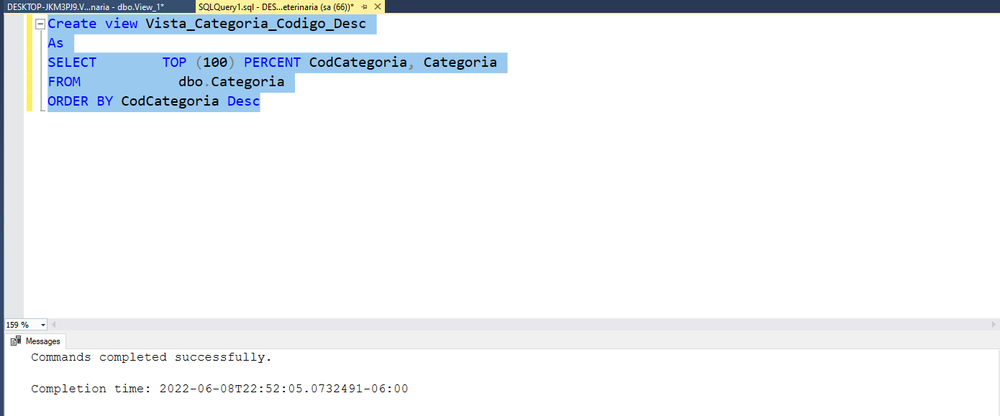 DESKTOP-JKM3PJ9.V...naria - dbo.View_1* SQLQuery1.sql - DES...eterinaria (sa (66))*
Create view Vista_Categoria_Codigo_Desc
As
SELECT TOP (100) PERCENT CodCategoria, Categoria
FROM dbo.Categoria
ORDER BY CodCategoria Desc
159 %
Messages
Commands completed successfully.
Completion time: 2022-06-08T22:52:05.0732491-06:00